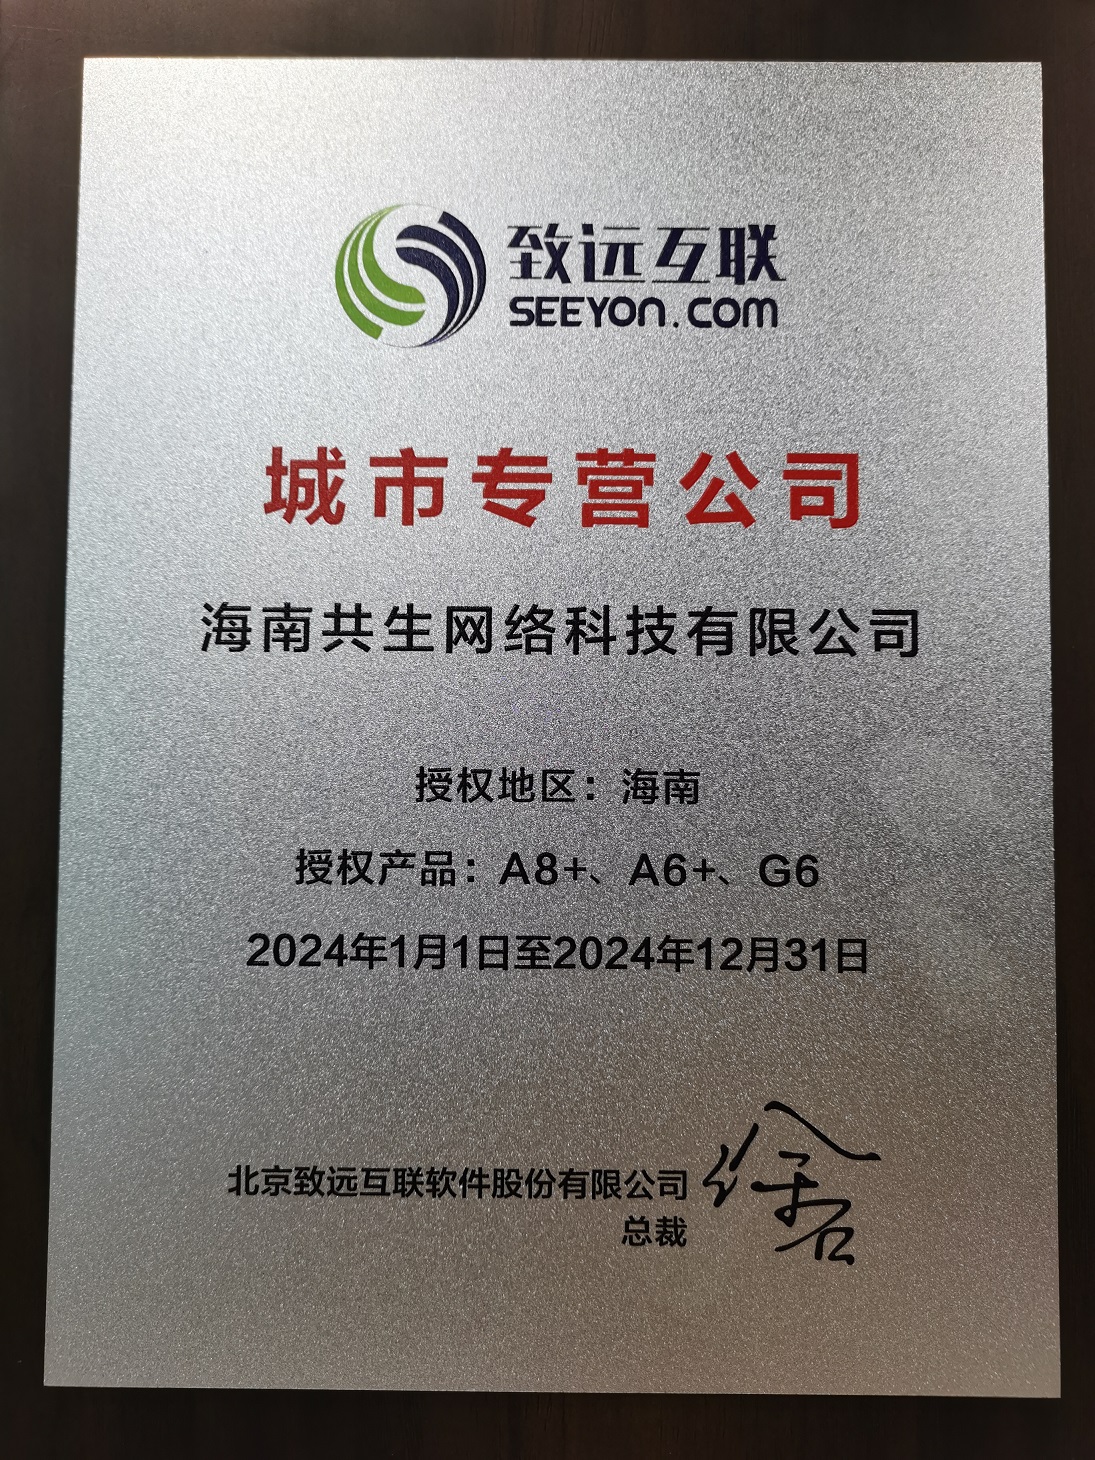 致远互联
SEEYON.COM
城市专营公司
海南共生网络科技有限公司
授权地区：海南
授权产品：A8+、A6+、G6
2024年1月1日至2024年12月31日
北京致远互联软件股份有限公司
总裁